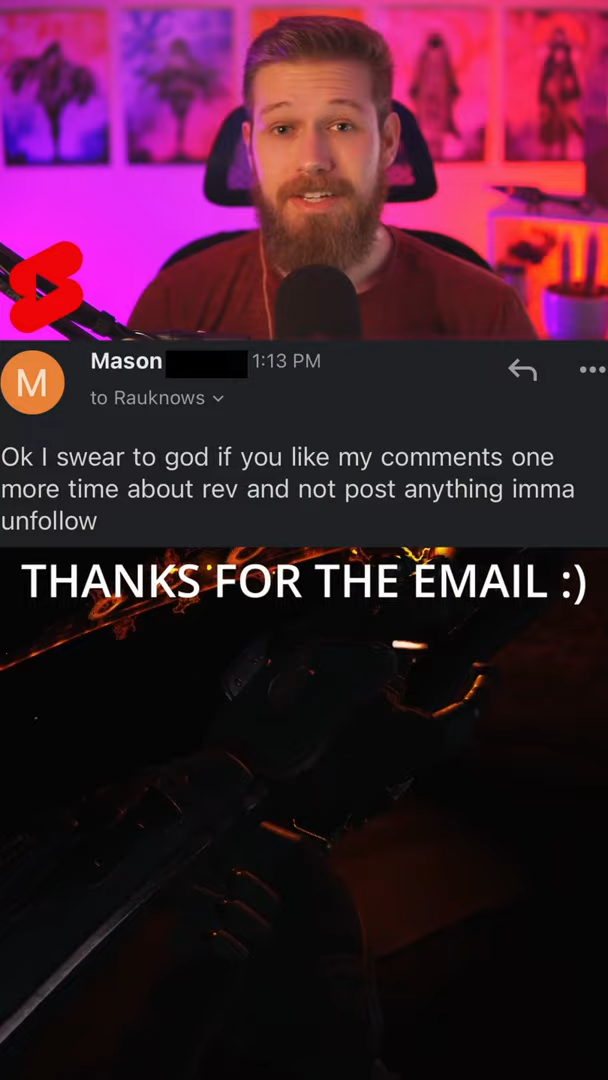 Mason 1:13 PM
M
to Rauknows
Ok I swear to god if you like my comments one
more time about rev and not post anything imma
unfollow
THANKS FOR THE EMAIL :)